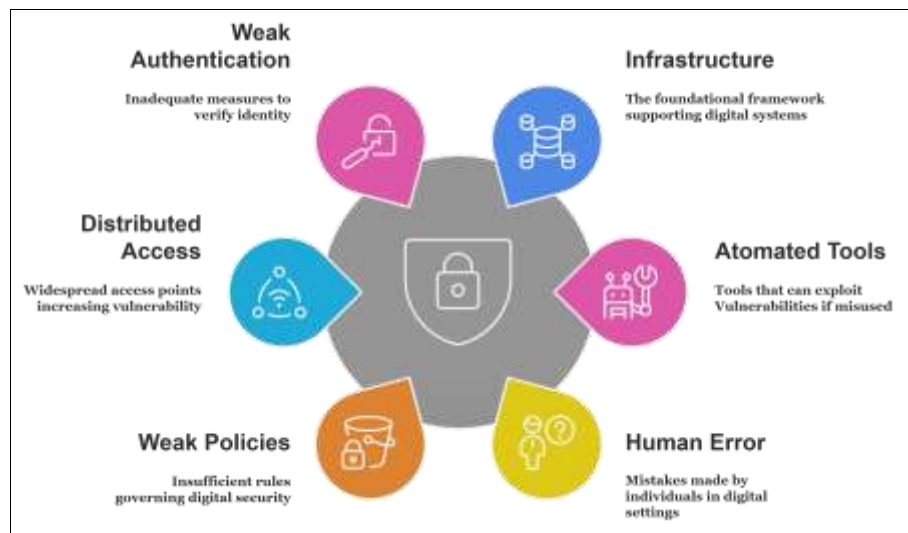 Weak
Authentication
Inadequate measures to
verify identity
Infrastructure
The foundational framework
supporting digital systems
Distributed
Access
Widespread access points
increasing vulnerability
Atomated Tools
Tools that can exploit
Vulnerabilities if misused
Weak Policies
Insufficient rules
governing digital security
Human Error
Mistakes made by
individuals in digital
settings